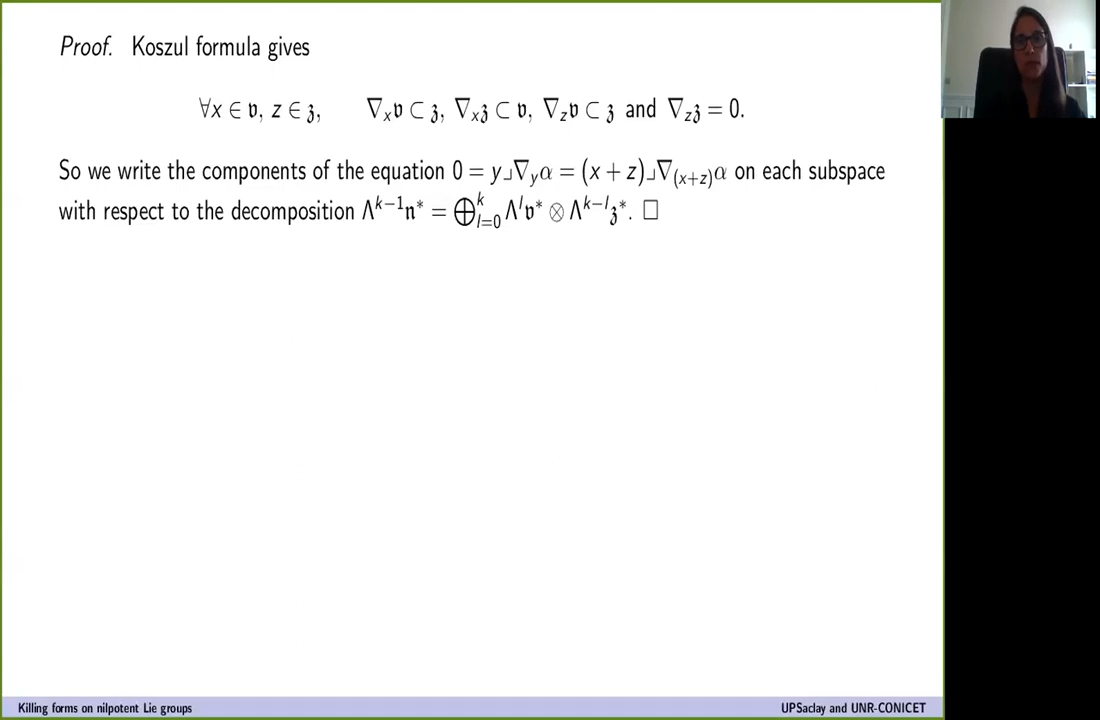 Proof. Koszul formula gives
∀x ∈ 𝔳, z ∈ 𝔷, ∇ₓ𝔳 ⊂ 𝔷, ∇ₓ𝔷 ⊂ 𝔳, ∇_z𝔳 ⊂ 𝔷 and ∇_z𝔷 = 0.
So we write the components of the equation 0 = y⌟∇_yα = (x + z)⌟∇_(x+z)α on each subspace
with respect to the decomposition Λ^{k−1}𝔫* = ⊕_{l=0}^{k} Λ^l𝔳* ⊗ Λ^{k−l}𝔷*. □
Killing forms on nilpotent Lie groups
UPSaclay and UNR-CONICET